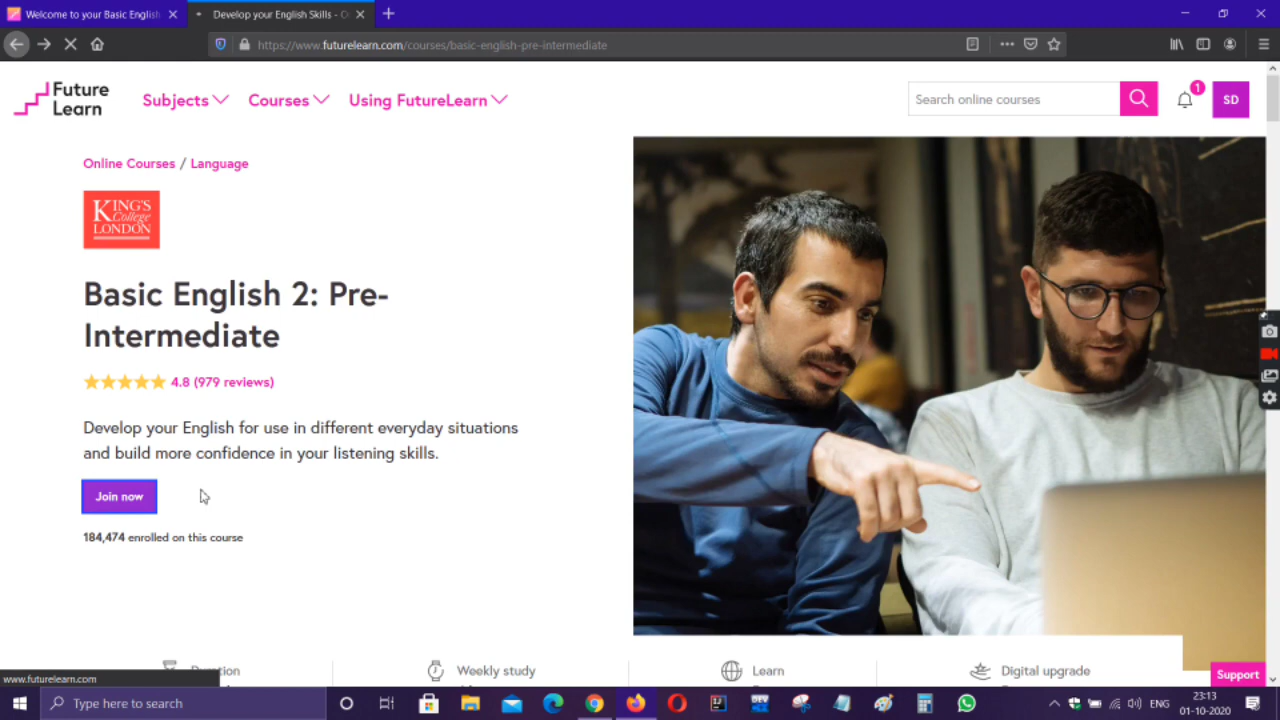 Welcome to your Basic English
Develop your English Skills - O
https://www.futurelearn.com/courses/basic-english-pre-intermediate
Future
Learn
Subjects
Courses
Using FutureLearn
Search online courses
1
SD
Online Courses / Language
KING'S
College
LONDON
Basic English 2: Pre-
Intermediate
4.8 (979 reviews)
Develop your English for use in different everyday situations
and build more confidence in your listening skills.
Join now
184,474 enrolled on this course
Duration
Weekly study
Learn
Digital upgrade
Support
www.futurelearn.com
Type here to search
ENG
23:13
01-10-2020